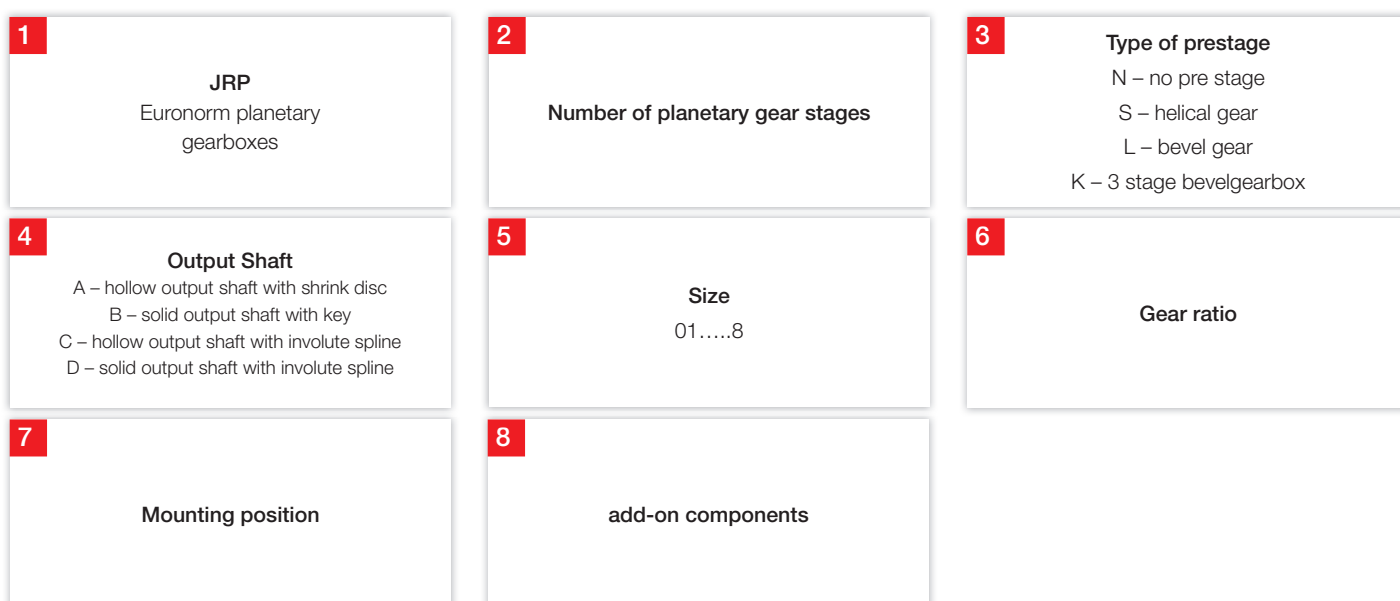 1
JRP
Euronorm planetary
gearboxes
2
Number of planetary gear stages
3
Type of prestage
N – no pre stage
S – helical gear
L – bevel gear
K – 3 stage bevelgearbox
4
Output Shaft
A – hollow output shaft with shrink disc
B – solid output shaft with key
C – hollow output shaft with involute spline
D – solid output shaft with involute spline
5
Size
01…..8
6
Gear ratio
7
Mounting position
8
add-on components